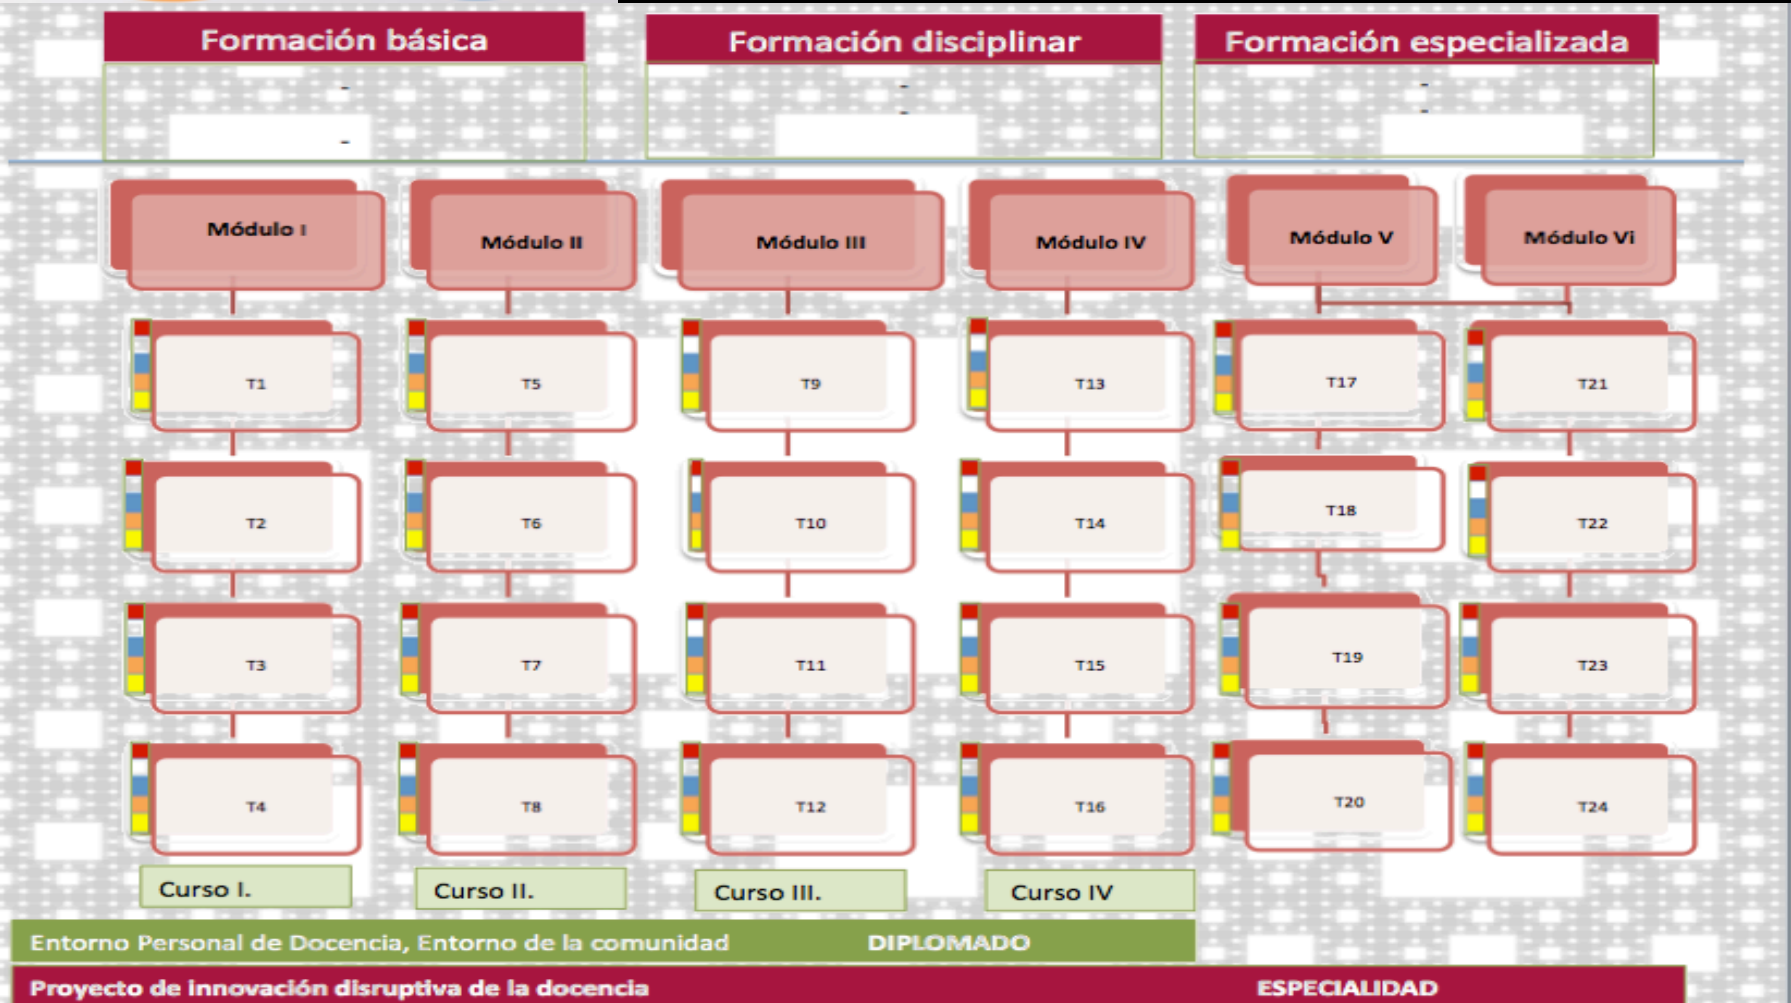 Formación básica
Formación disciplinar
Formación especializada
-
-
-
-
-
-
Módulo I
Módulo II
Módulo III
Módulo IV
Módulo V
Módulo Vi
T1
T5
T9
T13
T17
T21
T2
T6
T10
T14
T18
T22
T3
T7
T11
T15
T19
T23
T4
T8
T12
T16
T20
T24
Curso I.
Curso II.
Curso III.
Curso IV
Entorno Personal de Docencia, Entorno de la comunidad
DIPLOMADO
Proyecto de innovación disruptiva de la docencia
ESPECIALIDAD